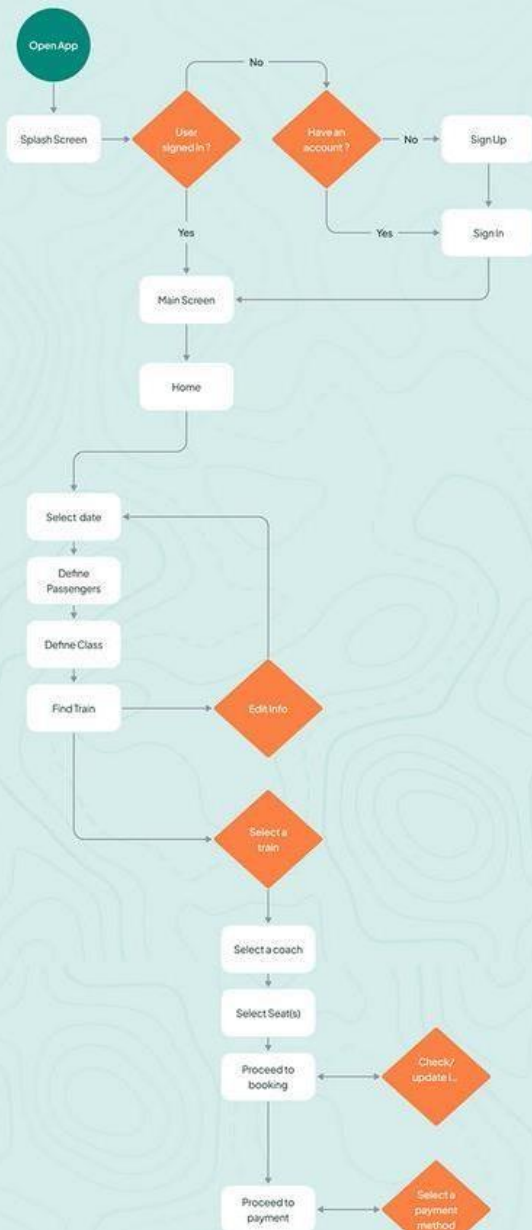 Open App
No
Splash Screen
User
signed in ?
Have an
account ?
No
Sign Up
Yes
Yes
Sign In
Main Screen
Home
Select date
Define
Passengers
Define Class
Find Train
Edit Info
Select a
train
Select a coach
Select Seat(s)
Proceed to
booking
Check/
update i...
Proceed to
payment
Select a
payment
method